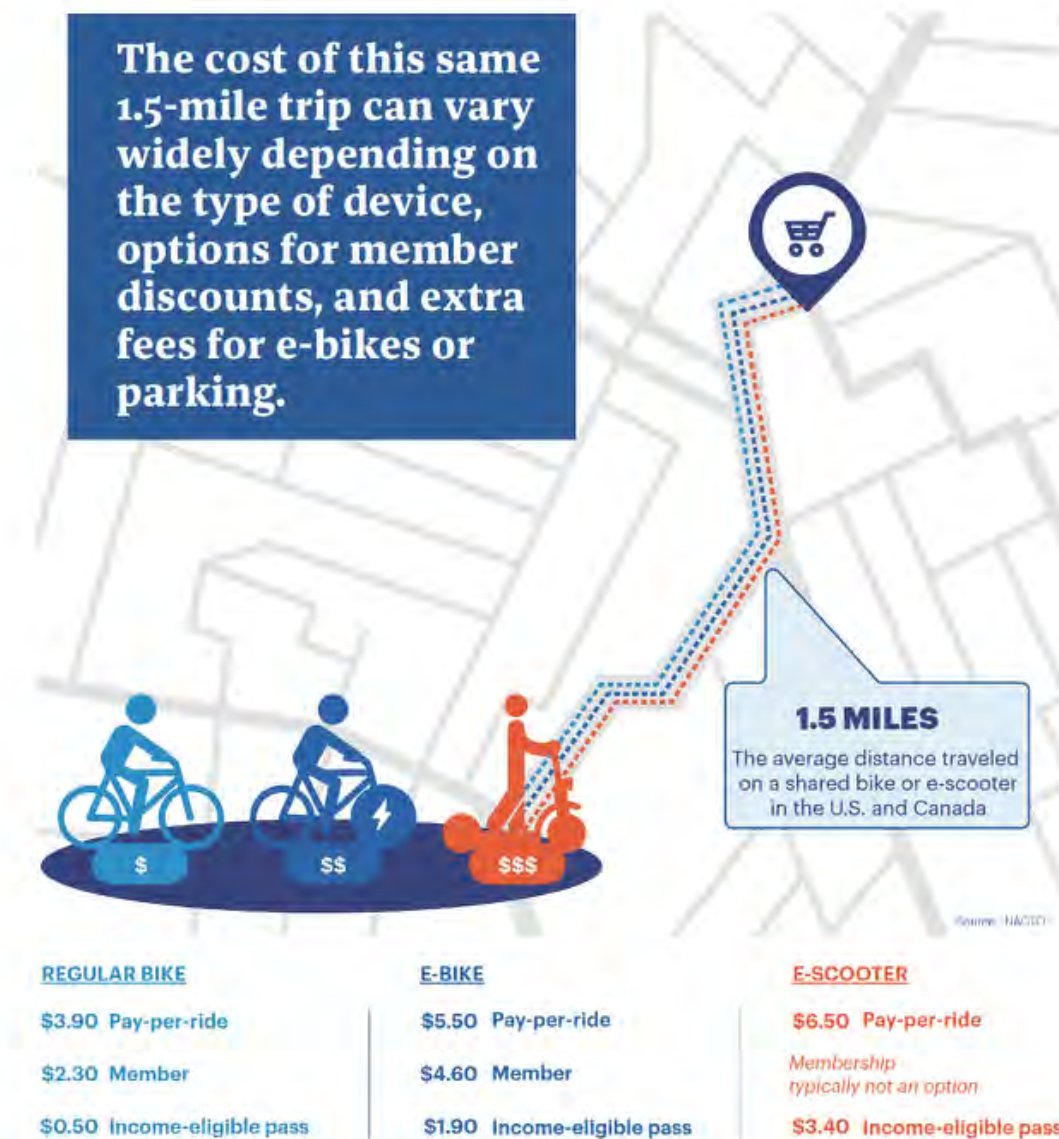 The cost of this same
1.5-mile trip can vary
widely depending on
the type of device,
options for member
discounts, and extra
fees for e-bikes or
parking.
1.5 MILES
The average distance traveled
on a shared bike or e-scooter
in the U.S. and Canada
$
$$
$$$
Source: NACTO
REGULAR BIKE
$3.90 Pay-per-ride
$2.30 Member
$0.50 Income-eligible pass
E-BIKE
$5.50 Pay-per-ride
$4.60 Member
$1.90 Income-eligible pass
E-SCOOTER
$6.50 Pay-per-ride
Membership
typically not an option
$3.40 Income-eligible pass